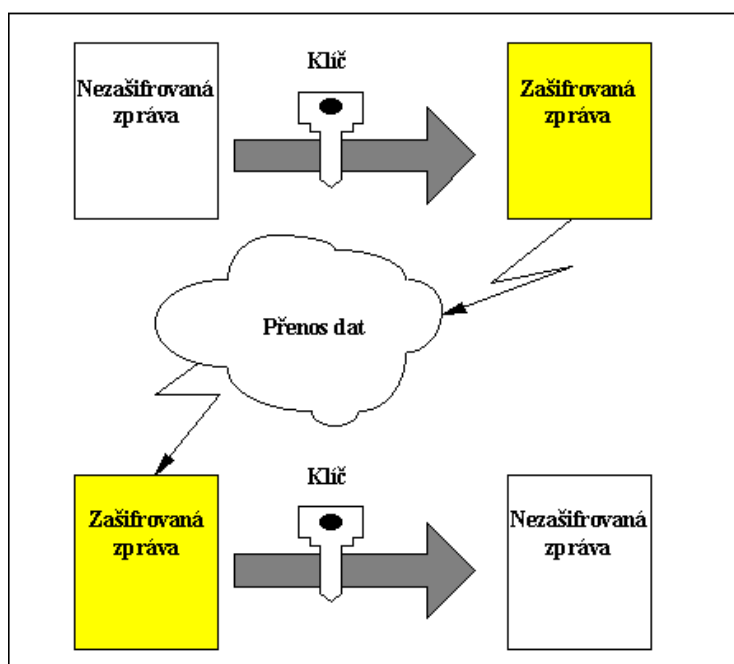 Klíč
Nezašifrovaná
zpráva
Zašifrovaná
zpráva
Přenos dat
Klíč
Zašifrovaná
zpráva
Nezašifrovaná
zpráva